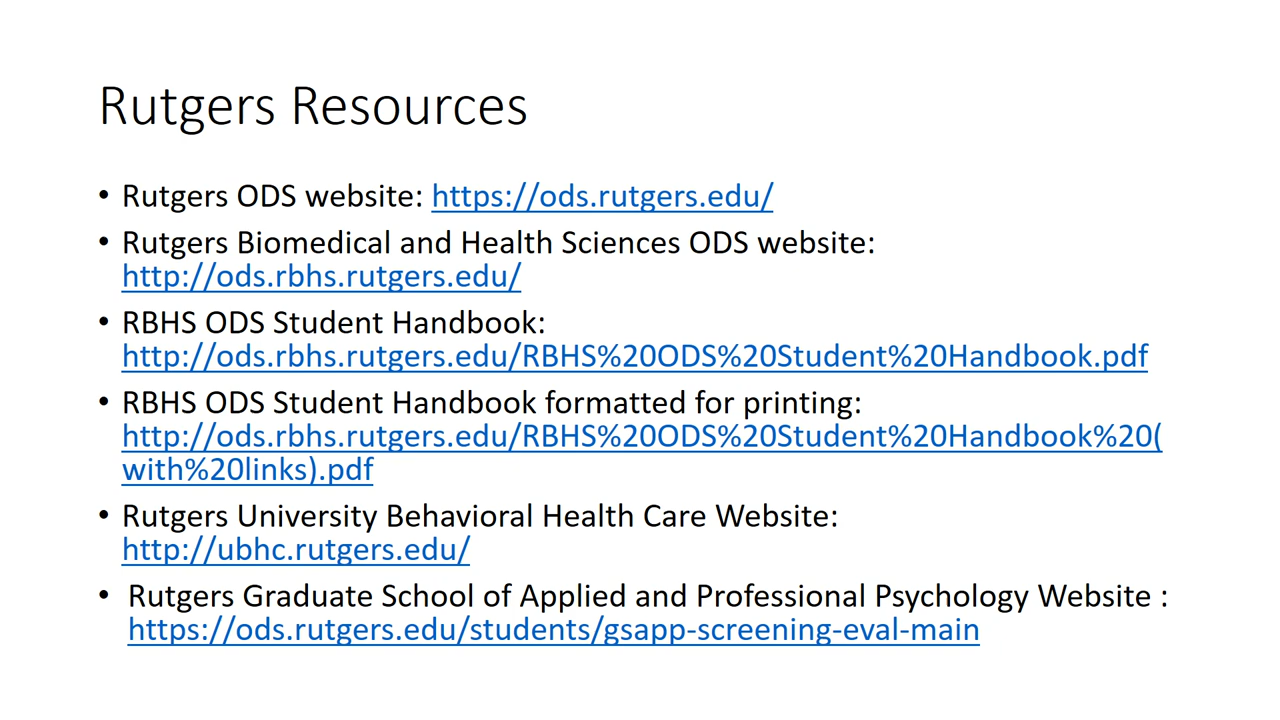 Rutgers Resources
• Rutgers ODS website: https://ods.rutgers.edu/
• Rutgers Biomedical and Health Sciences ODS website:
http://ods.rbhs.rutgers.edu/
• RBHS ODS Student Handbook:
http://ods.rbhs.rutgers.edu/RBHS%20ODS%20Student%20Handbook.pdf
• RBHS ODS Student Handbook formatted for printing:
http://ods.rbhs.rutgers.edu/RBHS%20ODS%20Student%20Handbook%20(
with%20links).pdf
• Rutgers University Behavioral Health Care Website:
http://ubhc.rutgers.edu/
• Rutgers Graduate School of Applied and Professional Psychology Website :
https://ods.rutgers.edu/students/gsapp-screening-eval-main